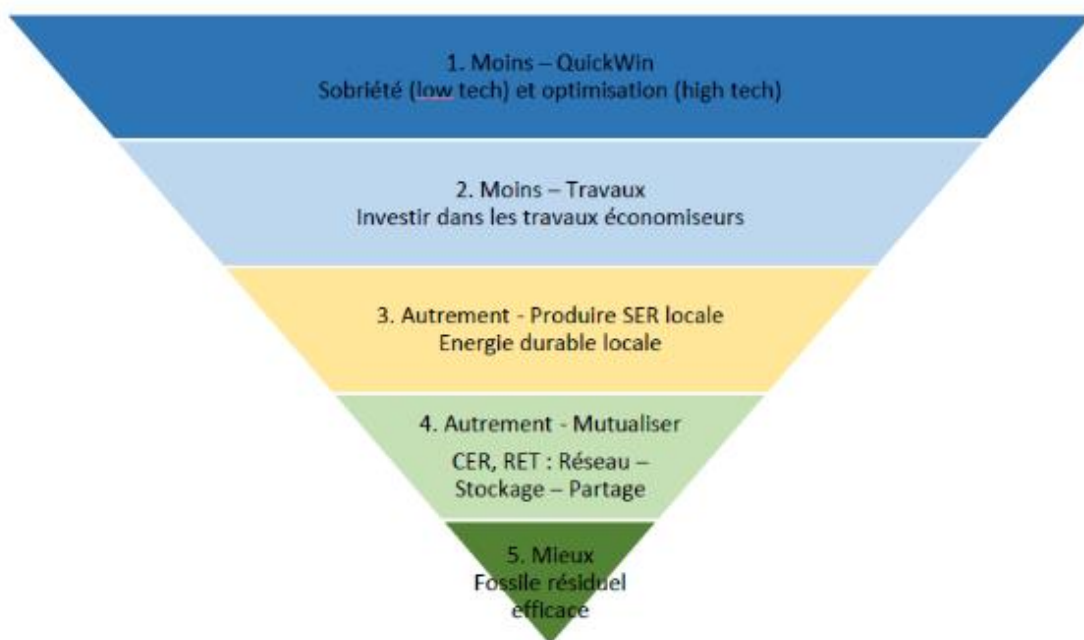 1. Moins – QuickWin
Sobriété (low tech) et optimisation (high tech)
2. Moins – Travaux
Investir dans les travaux économiseurs
3. Autrement - Produire SER locale
Energie durable locale
4. Autrement - Mutualiser
CER, RET : Réseau –
Stockage – Partage
5. Mieux
Fossile résiduel
efficace